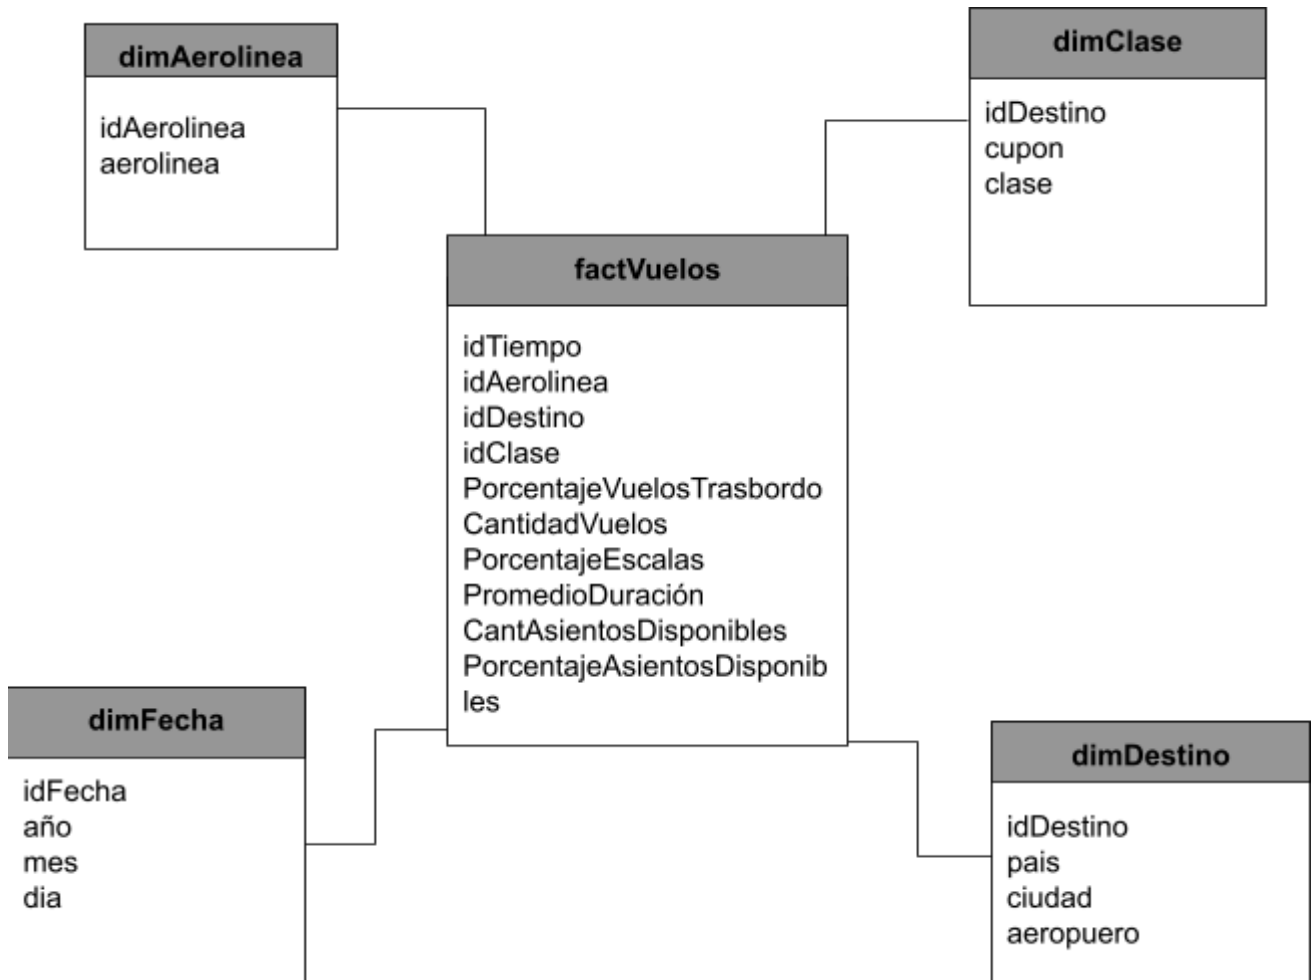 dimAerolinea
idAerolinea
aerolinea
dimClase
idDestino
cupon
clase
factVuelos
idTiempo
idAerolinea
idDestino
idClase
PorcentajeVuelosTrasbordo
CantidadVuelos
PorcentajeEscalas
PromedioDuración
CantAsientosDisponibles
PorcentajeAsientosDisponib
les
dimFecha
idFecha
año
mes
dia
dimDestino
idDestino
pais
ciudad
aeropuero